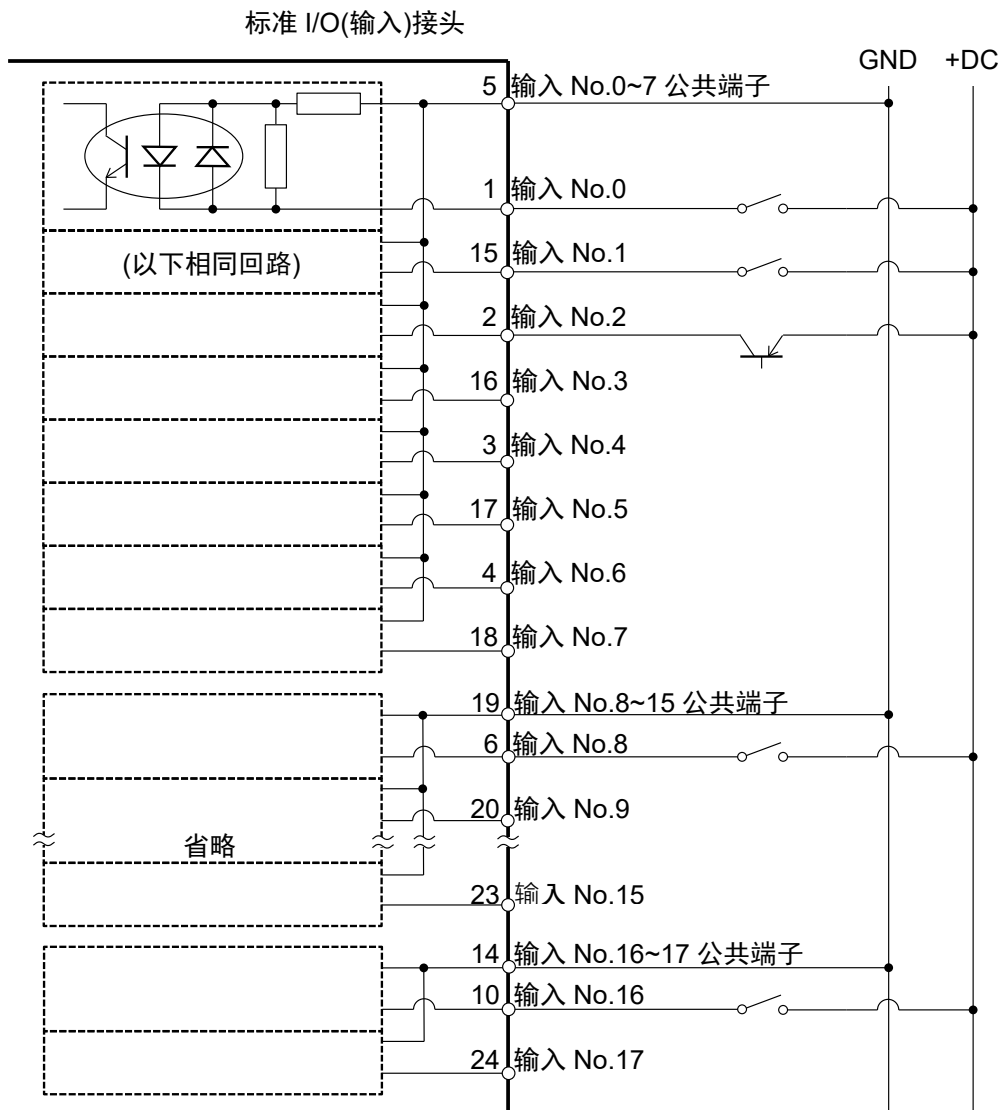 标准 I/O(输入)接头
GND +DC
5 输入 No.0~7 公共端子
1 输入 No.0
(以下相同回路)
15 输入 No.1
2 输入 No.2
16 输入 No.3
3 输入 No.4
17 输入 No.5
4 输入 No.6
18 输入 No.7
19 输入 No.8~15 公共端子
6 输入 No.8
20 输入 No.9
省略
23 输入 No.15
14 输入 No.16~17 公共端子
10 输入 No.16
24 输入 No.17